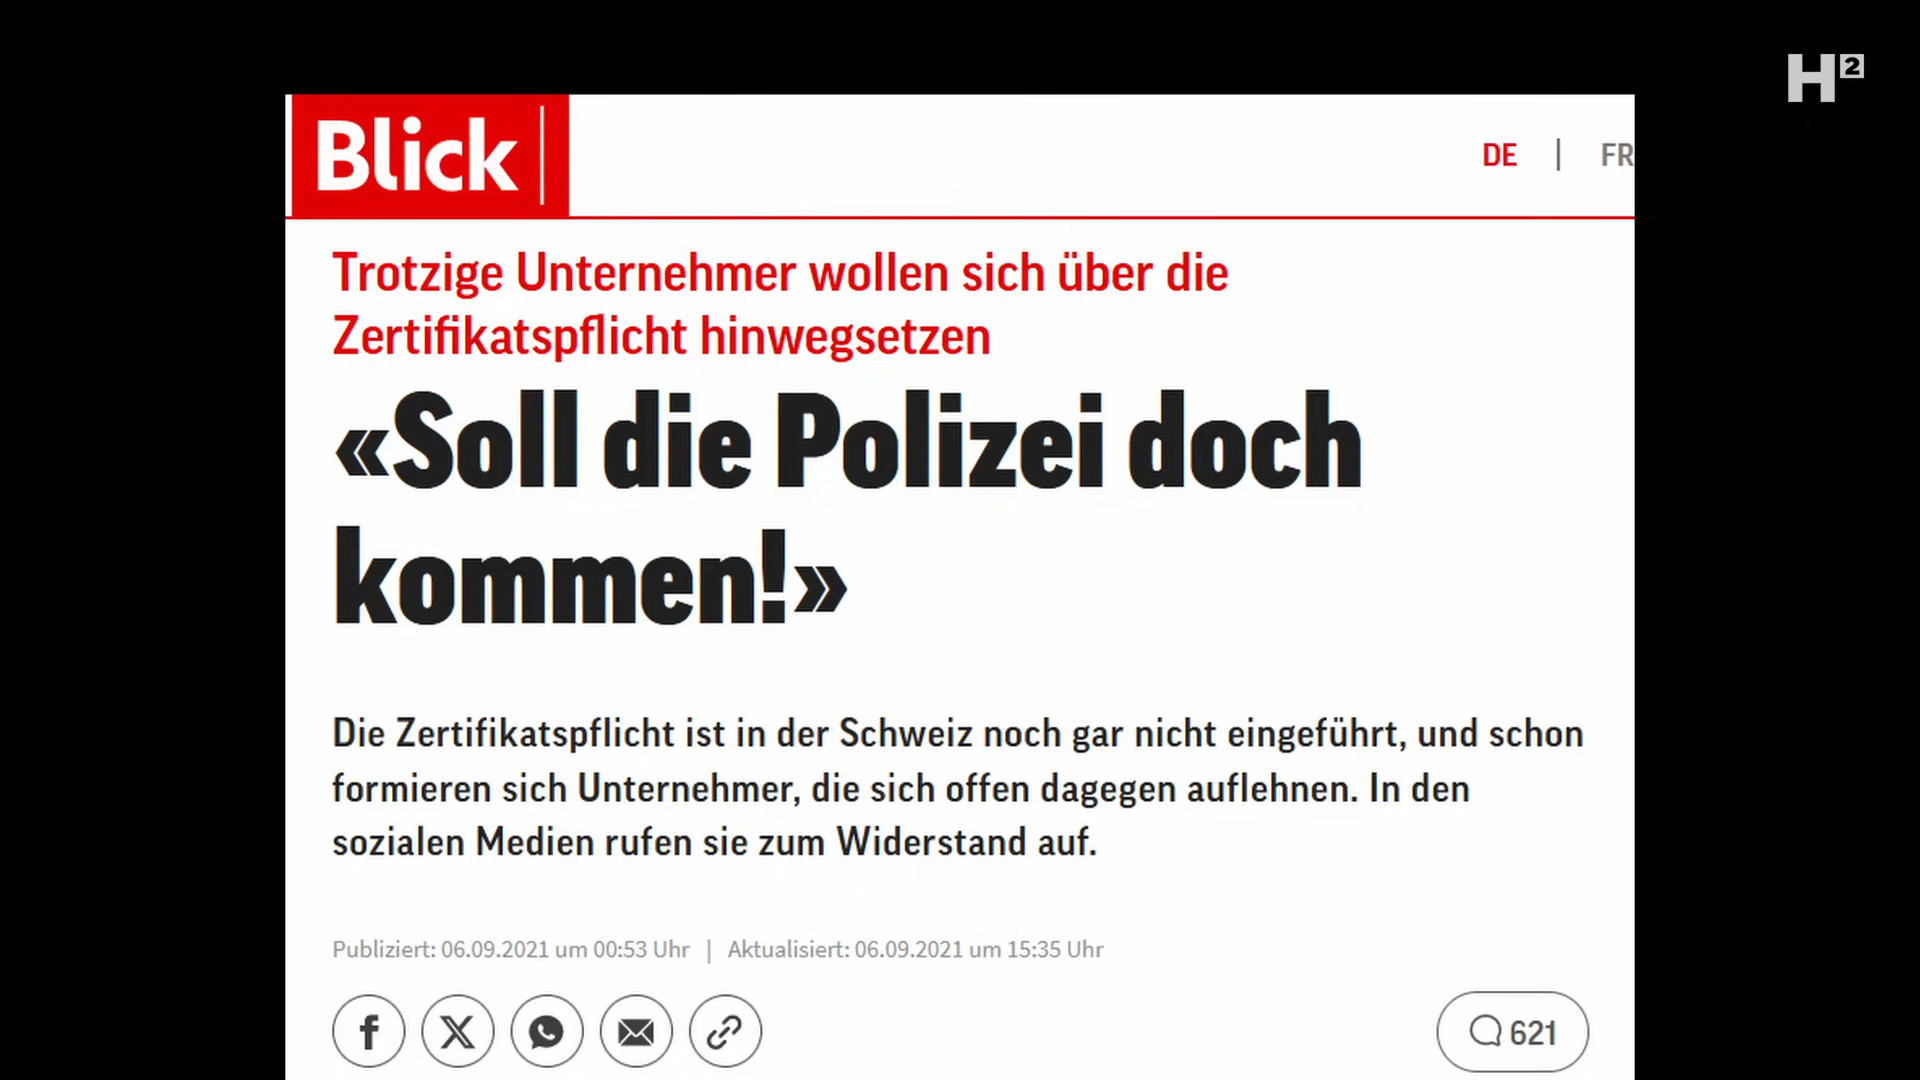 H²
Blick
DE | FR
Trotzige Unternehmer wollen sich über die
Zertifikatspflicht hinwegsetzen
«Soll die Polizei doch
kommen!»
Die Zertifikatspflicht ist in der Schweiz noch gar nicht eingeführt, und schon
formieren sich Unternehmer, die sich offen dagegen auflehnen. In den
sozialen Medien rufen sie zum Widerstand auf.
Publiziert: 06.09.2021 um 00:53 Uhr | Aktualisiert: 06.09.2021 um 15:35 Uhr
621